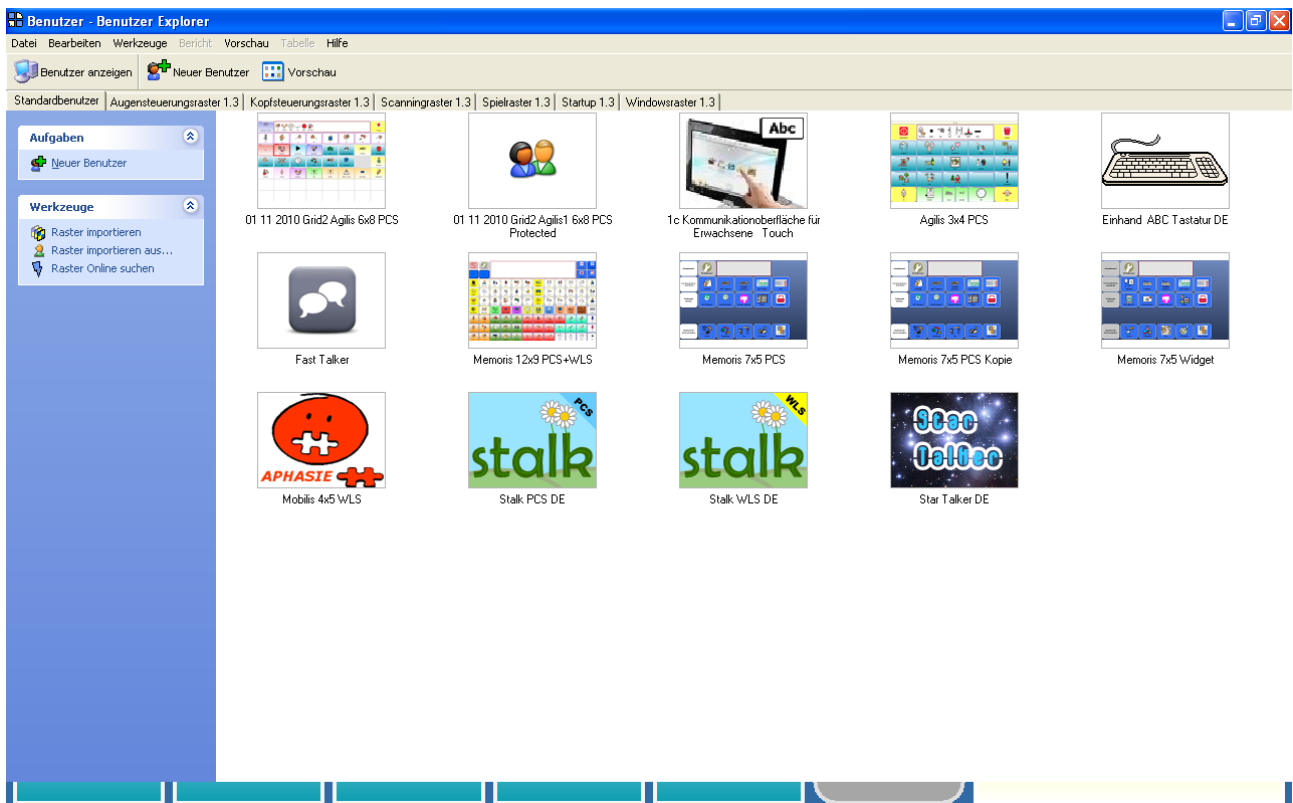 Benutzer - Benutzer Explorer
Datei Bearbeiten Werkzeuge Bericht Vorschau Tabelle Hilfe
Benutzer anzeigen Neuer Benutzer Vorschau
Standardbenutzer Augensteuerungsraster 1.3 Kopfsteuerungsraster 1.3 Scanningraster 1.3 Spielraster 1.3 Startup 1.3 Windowsraster 1.3
Aufgaben
Neuer Benutzer
Werkzeuge
Raster importieren
Raster importieren aus...
Raster Online suchen
Abc
01 11 2010 Grid2 Agilis 6x8 PCS
01 11 2010 Grid2 Agilis1 6x8 PCS
Protected
1c Kommunikationoberfläche für
Erwachsene Touch
Agilis 3x4 PCS
Einhand ABC Tastatur DE
Fast Talker
Memoris 12x9 PCS+WLS
Memoris 7x5 PCS
Memoris 7x5 PCS Kopie
Memoris 7x5 Widget
APHASIE
Mobilis 4x5 WLS
PCS
stalk
Stalk PCS DE
WLS
stalk
Stalk WLS DE
Star
Talker
Star Talker DE